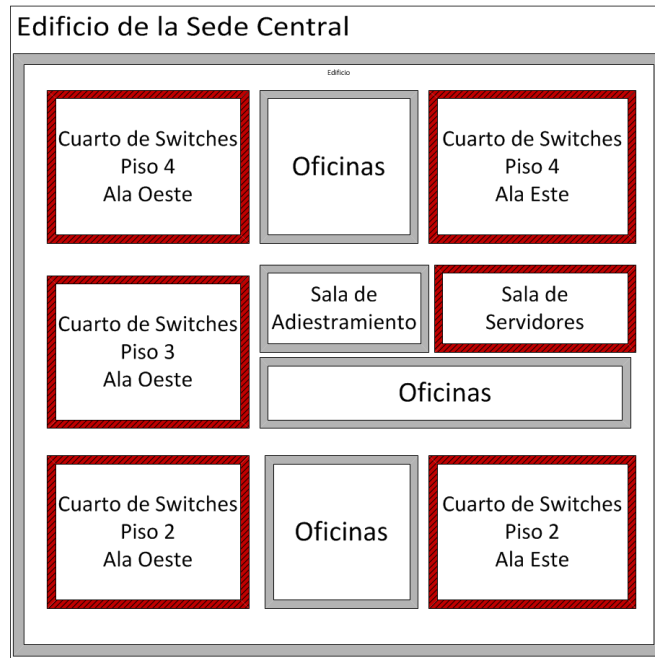 Edificio de la Sede Central
Edificio
Cuarto de Switches
Piso 4
Ala Oeste
Oficinas
Cuarto de Switches
Piso 4
Ala Este
Cuarto de Switches
Piso 3
Ala Oeste
Sala de
Adiestramiento
Sala de
Servidores
Oficinas
Cuarto de Switches
Piso 2
Ala Oeste
Oficinas
Cuarto de Switches
Piso 2
Ala Este